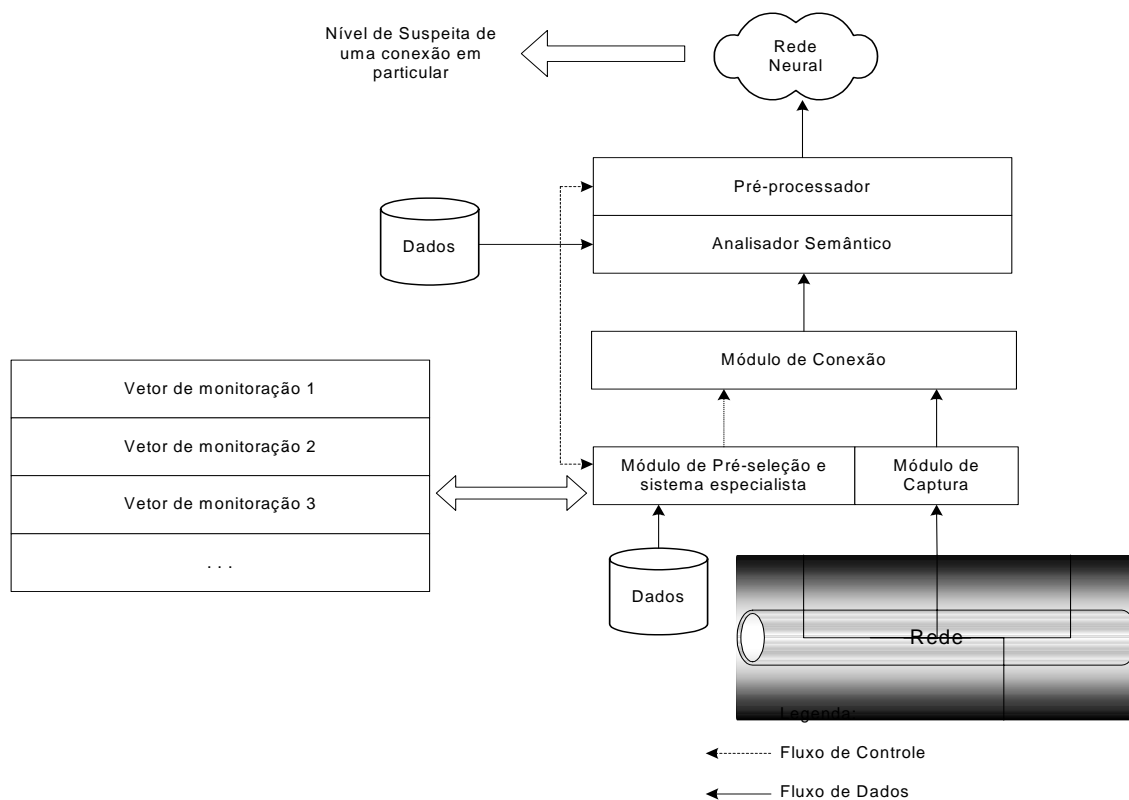 Nível de Suspeita de
uma conexão em
particular
Rede
Neural
Pré-processador
Dados
Analisador Semântico
Módulo de Conexão
Vetor de monitoração 1
Vetor de monitoração 2
Vetor de monitoração 3
. . .
Módulo de Pré-seleção e
sistema especialista
Módulo de
Captura
Dados
Rede
Legenda:
Fluxo de Controle
Fluxo de Dados